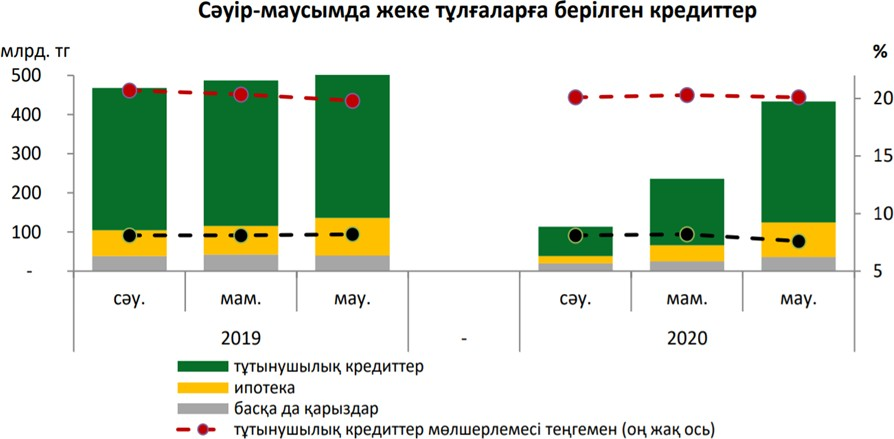 Сәуір-маусымда жеке тұлғаларға берілген кредиттер
млрд. тг
%
500
400
300
200
100
-
20
15
10
5
сәу.
мам.
мау.
сәу.
мам.
мау.
2019
-
2020
тұтынушылық кредиттер
ипотека
басқа да қарыздар
тұтынушылық кредиттер мөлшерлемесі теңгемен (оң жақ ось)